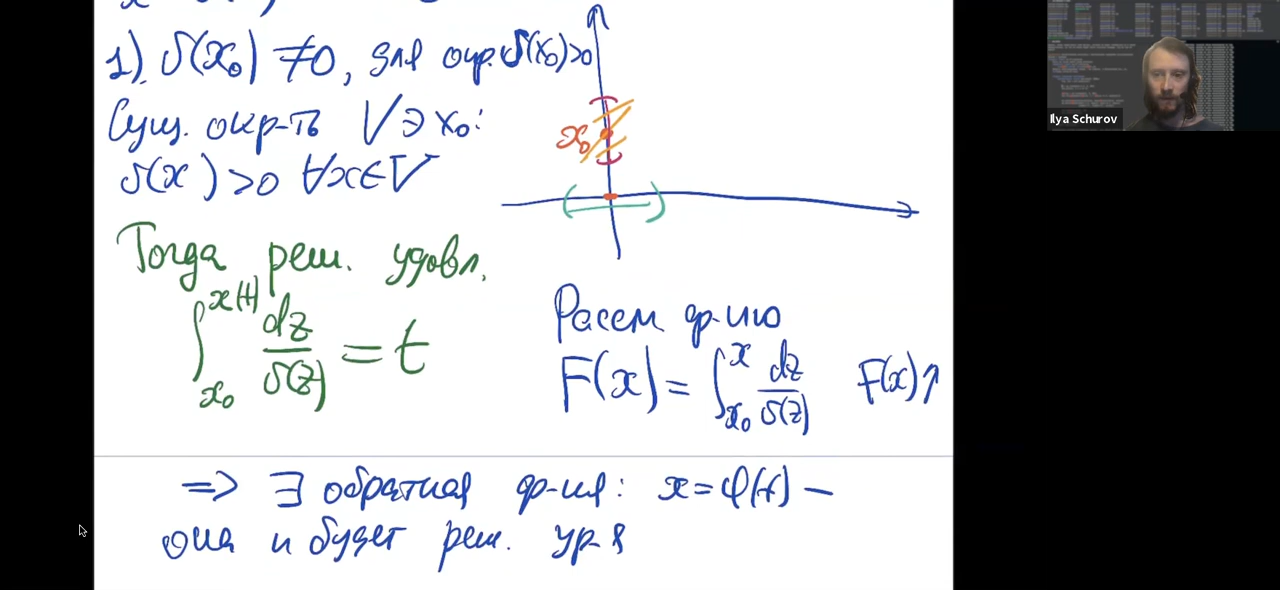 1). v(x₀) ≠0, для опр. v(x₀)>0
Сущ. окр-ть V∋x₀:
v(x)>0 ∀x∈V
x₀
Тогда реш. удовл.
∫_{x₀}^{x(t)} dz/v(z) = t
Рассм ф-цию
F(x) = ∫_{x₀}^{x} dz/v(z) F(x)↑
⇒ ∃ обратная ф-ия: x=φ(t) —
она и будет реш. ур-я
Ilya Schurov